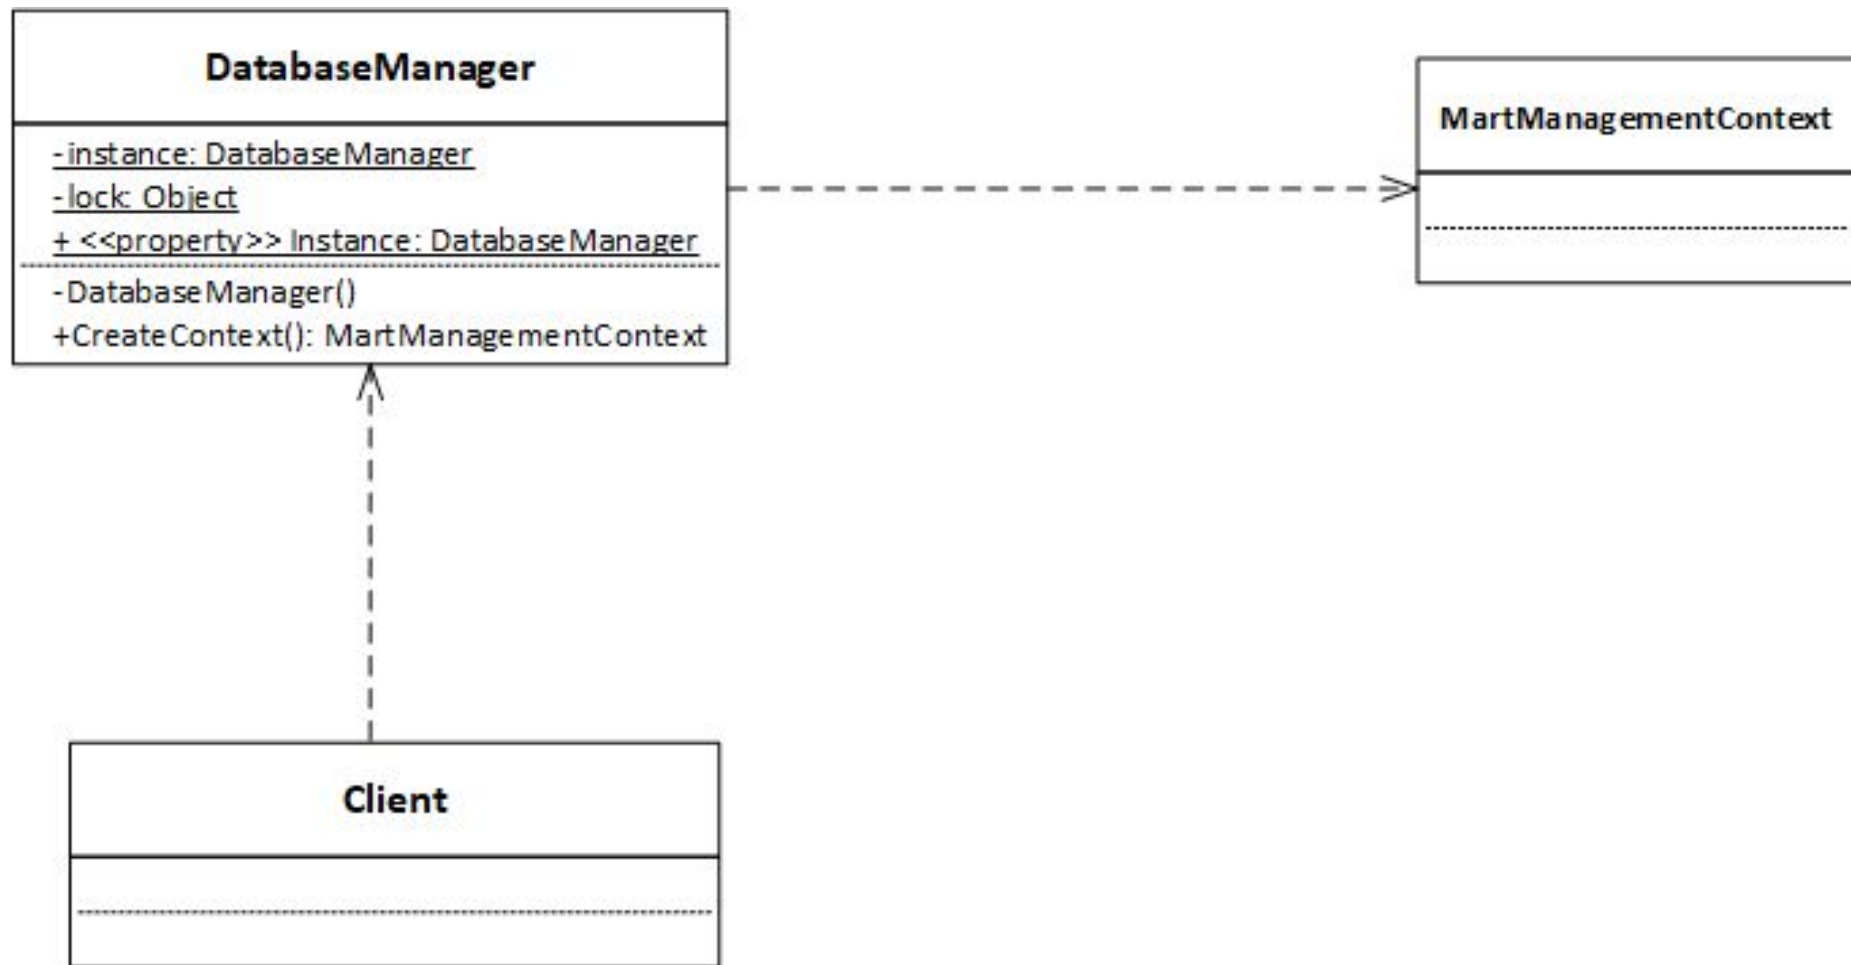 DatabaseManager
-instance: DatabaseManager
-lock: Object
+ <<property>> Instance: DatabaseManager
-DatabaseManager()
+CreateContext(): MartManagementContext
MartManagementContext
Client